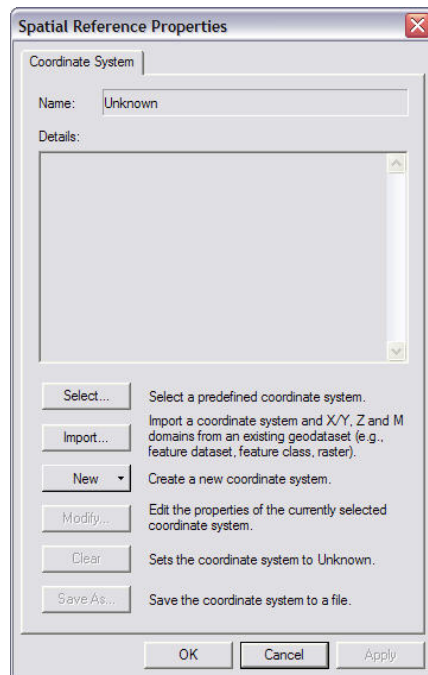 Spatial Reference Properties
Coordinate System
Name: Unknown
Details:
Select... Select a predefined coordinate system.
Import... Import a coordinate system and X/Y, Z and M
domains from an existing geodataset (e.g.,
feature dataset, feature class, raster).
New Create a new coordinate system.
Modify... Edit the properties of the currently selected
coordinate system.
Clear Sets the coordinate system to Unknown.
Save As... Save the coordinate system to a file.
OK Cancel Apply